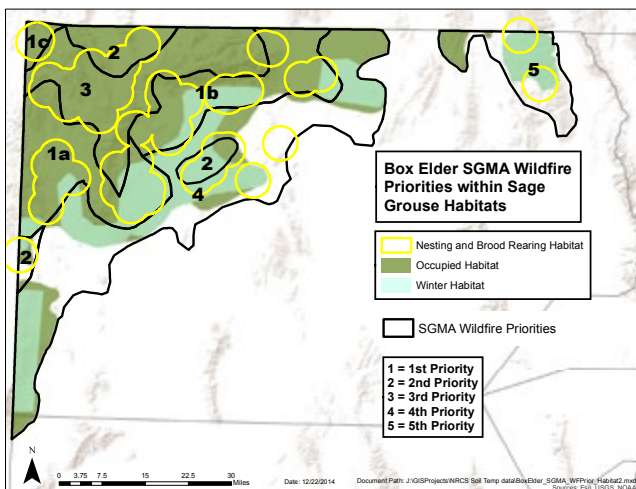 1c
2
3
1b
1a
2
4
2
5
Box Elder SGMA Wildfire
Priorities within Sage
Grouse Habitats
Nesting and Brood Rearing Habitat
Occupied Habitat
Winter Habitat
SGMA Wildfire Priorities
1 = 1st Priority
2 = 2nd Priority
3 = 3rd Priority
4 = 4th Priority
5 = 5th Priority
N
0 3.75 7.5 15 22.5 30
Miles
Date: 12/22/2014
Document Path: J:\GISProjects\NRCS Soil Temp data\BoxElder_SGMA_WFPrior_Habitat2.mxd
Sources: Esri, USGS, NOAA